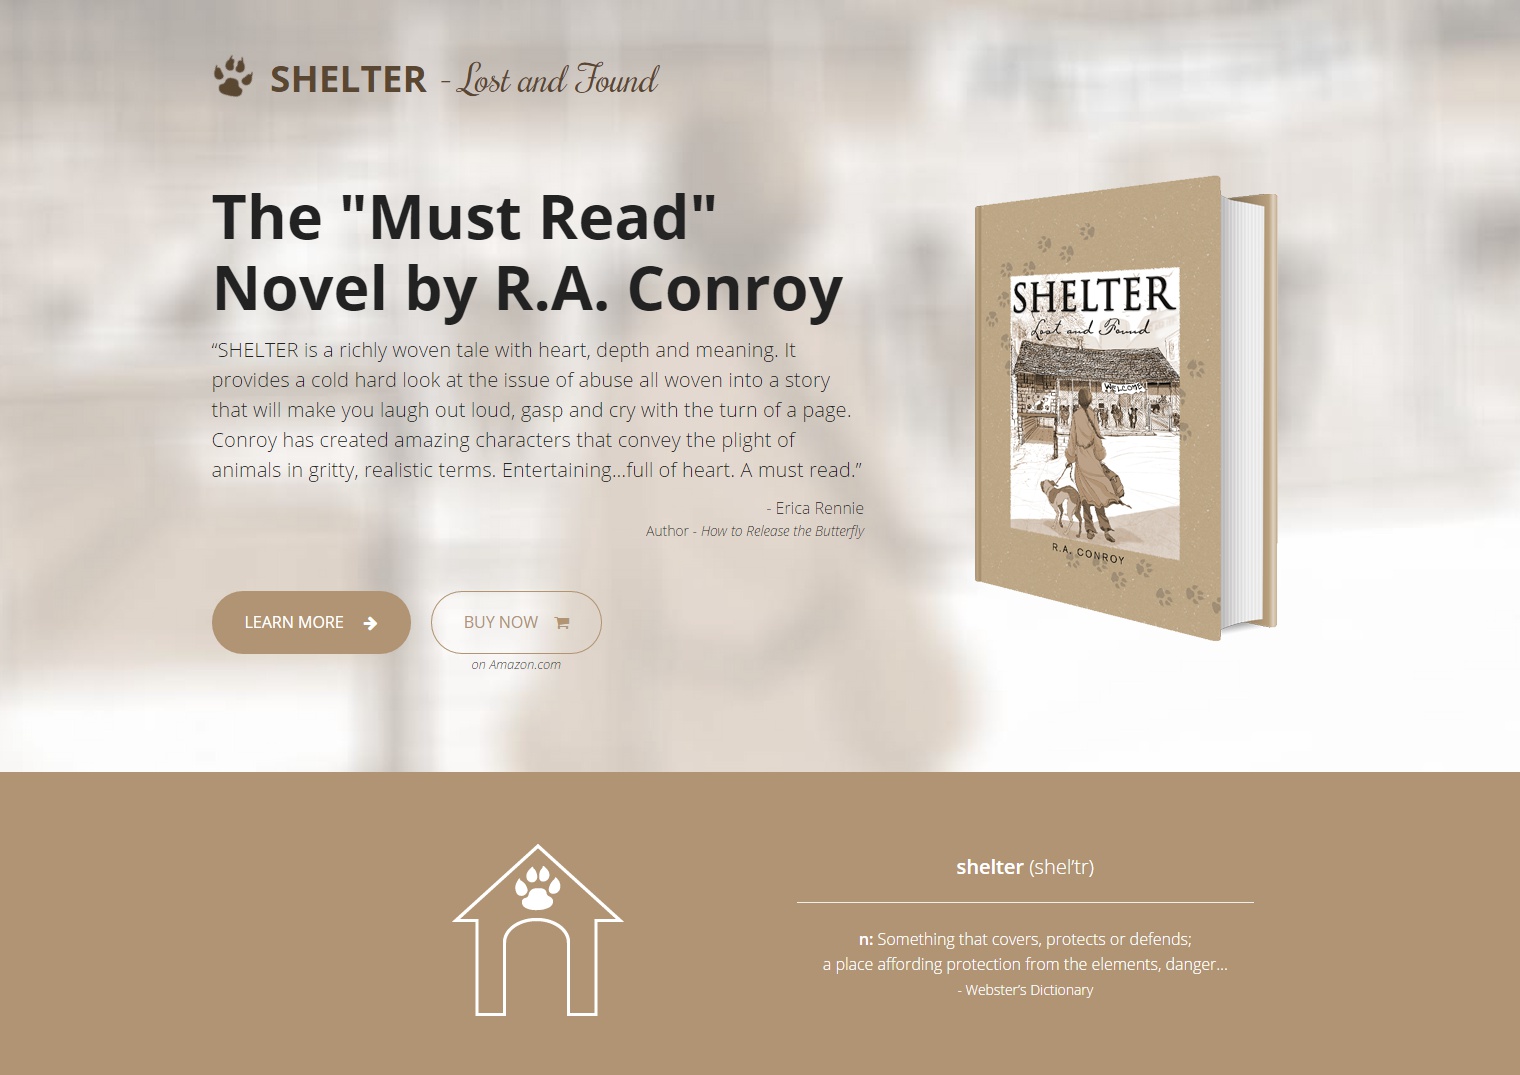 SHELTER - Lost and Found
The "Must Read"
Novel by R.A. Conroy
“SHELTER is a richly woven tale with heart, depth and meaning. It
provides a cold hard look at the issue of abuse all woven into a story
that will make you laugh out loud, gasp and cry with the turn of a page.
Conroy has created amazing characters that convey the plight of
animals in gritty, realistic terms. Entertaining...full of heart. A must read.”
- Erica Rennie
Author - How to Release the Butterfly
LEARN MORE
BUY NOW
on Amazon.com
SHELTER
Lost and Found
WELCOME
R.A. CONROY
shelter (shel’tr)
n: Something that covers, protects or defends;
a place affording protection from the elements, danger...
- Webster’s Dictionary